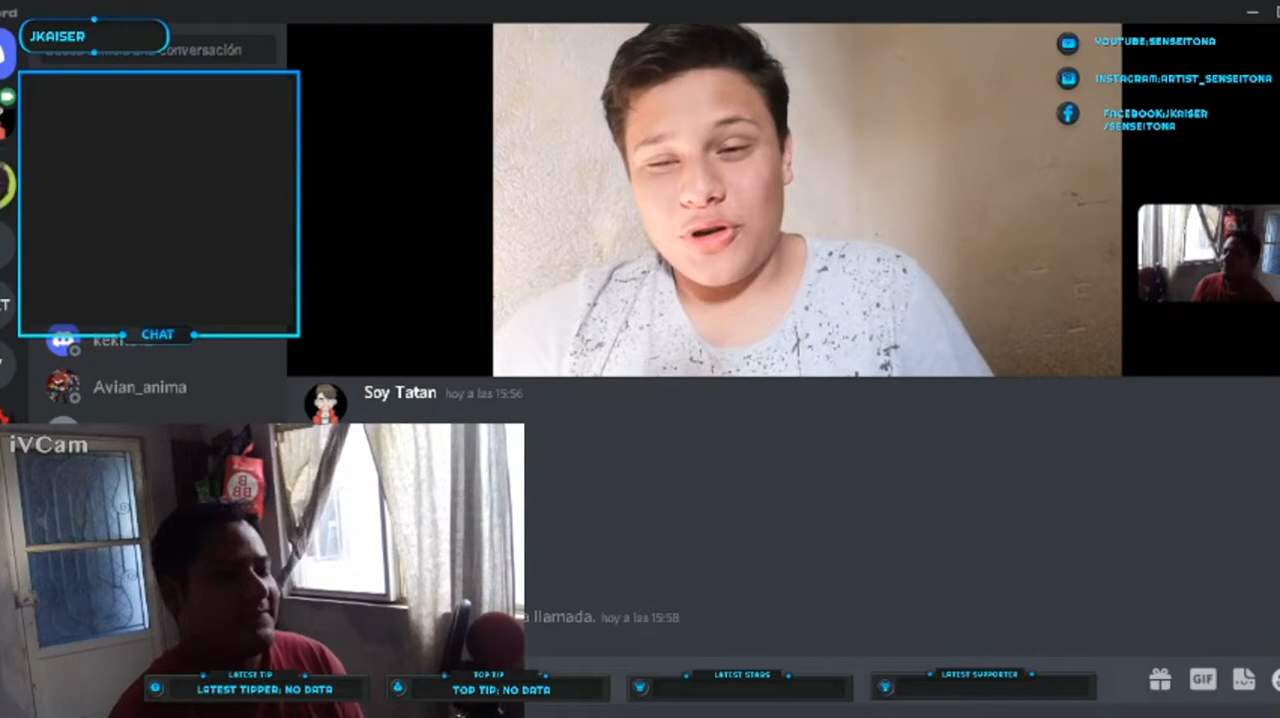 JKAISER
conversación
YOUTUBE:SENSEITONA
INSTAGRAM:ARTIST_SENSEITONA
FACEBOOK:JKAISER
/SENSEITONA
CHAT
Avian_anima
Soy Tatan hoy a las 15:56
iVCam
llamada. hoy a las 15:58
LATEST TIP
LATEST TIPPER: NO DATA
TOP TIP
TOP TIP: NO DATA
LATEST STARS
LATEST SUPPORTER
GIF